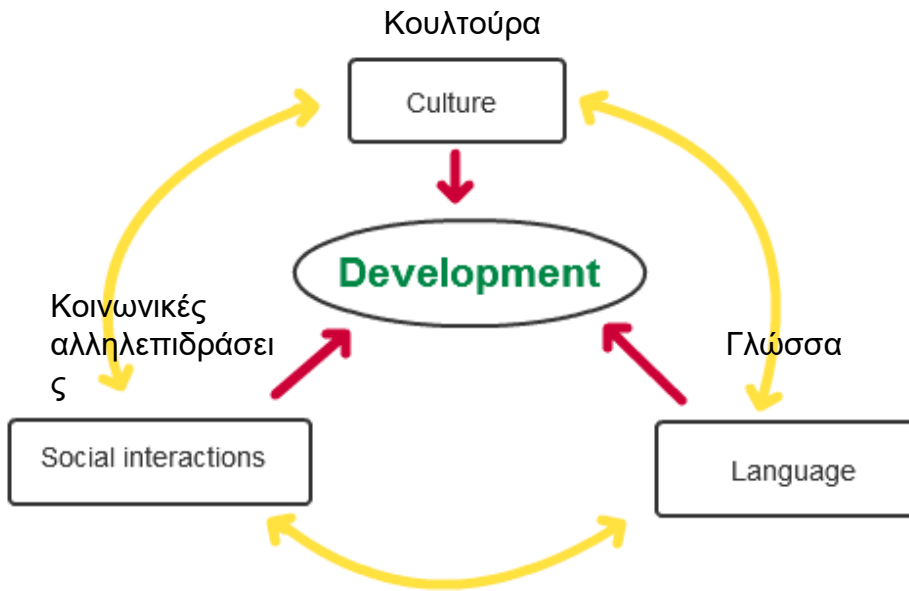 Κουλτούρα
Culture
Development
Κοινωνικές
αλληλεπιδράσει
ς
Γλώσσα
Social interactions
Language